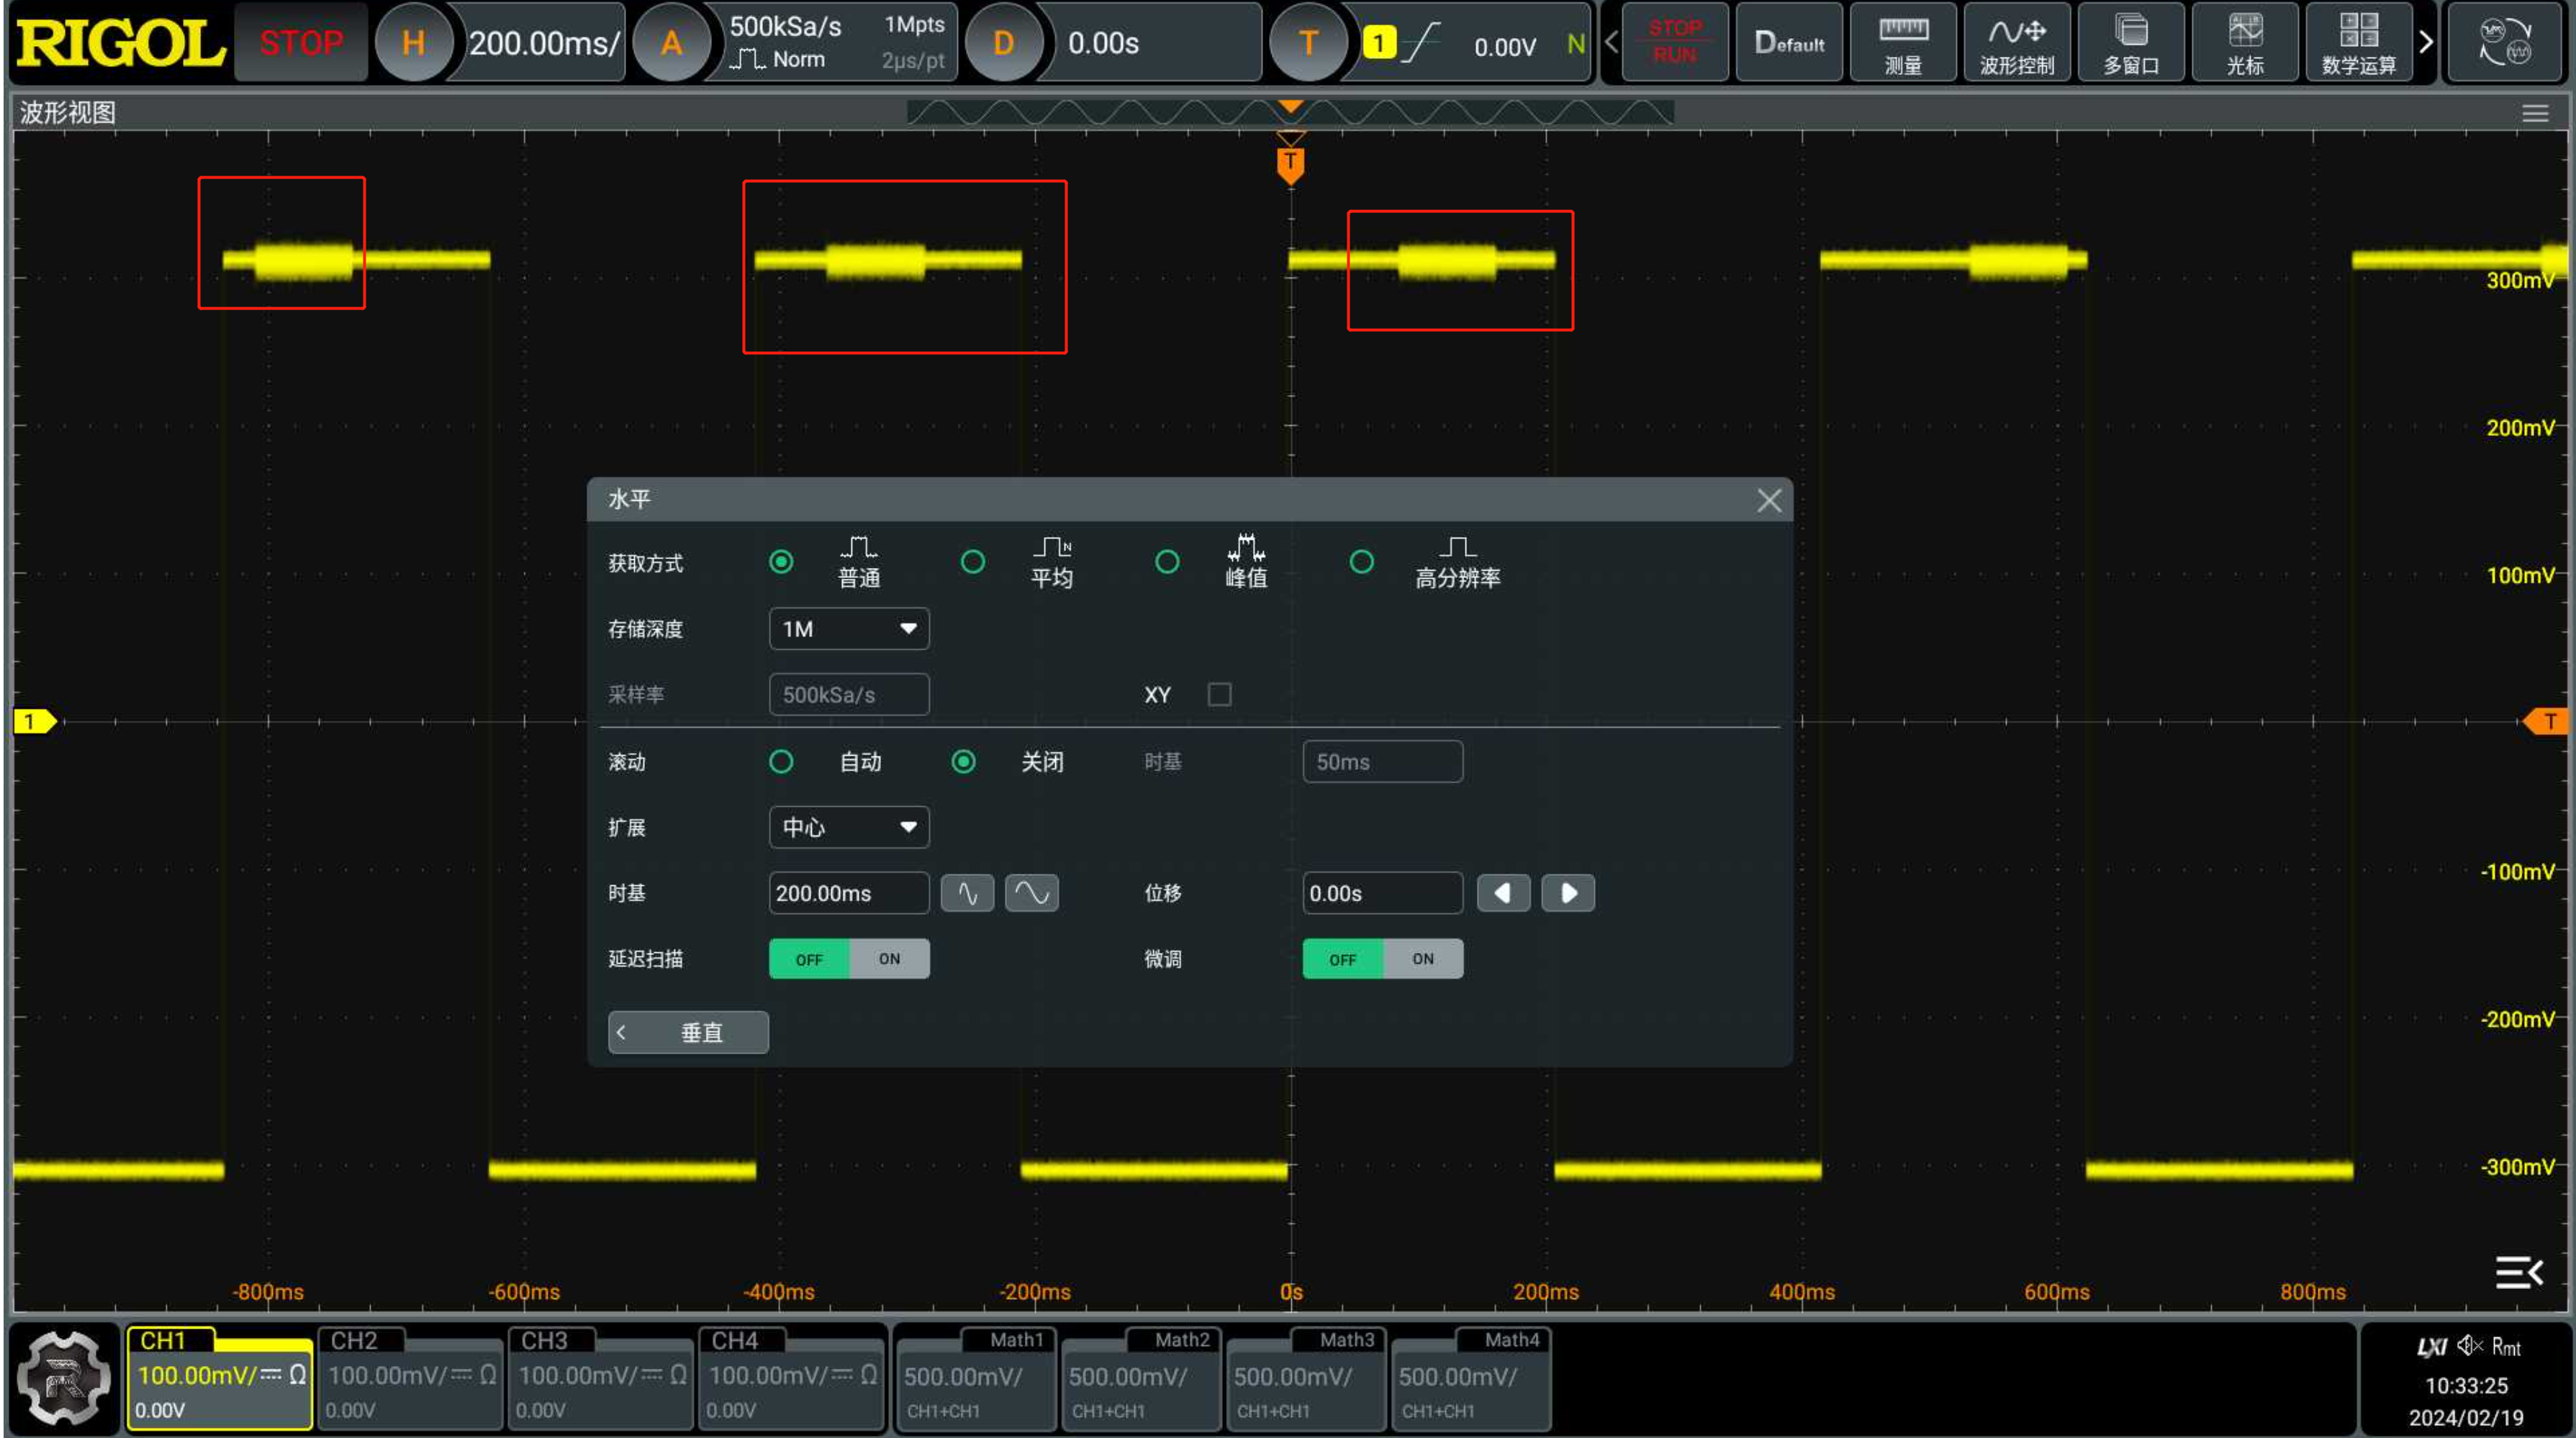 RIGOL STOP H 200.00ms/ A 500kSa/s 1Mpts D 0.00s T 1 0.00V N STOP Default
Norm 2μs/pt RUN 测量 波形控制 多窗口 光标 数学运算
波形视图
T
300mV
200mV
水平
获取方式 普通 平均 峰值 高分辨率
100mV
存储深度 1M
采样率 500kSa/s XY
1 T
滚动 自动 关闭 时基 50ms
扩展 中心
时基 200.00ms 位移 0.00s
-100mV
延迟扫描 OFF ON 微调 OFF ON
垂直
-200mV
-300mV
-800ms -600ms -400ms -200ms 0s 200ms 400ms 600ms 800ms
CH1 CH2 CH3 CH4 Math1 Math2 Math3 Math4
100.00mV/ Ω 100.00mV/ Ω 100.00mV/ Ω 100.00mV/ Ω 500.00mV/ 500.00mV/ 500.00mV/ 500.00mV/
0.00V 0.00V 0.00V 0.00V CH1+CH1 CH1+CH1 CH1+CH1 CH1+CH1
LXI Rmt
10:33:25
2024/02/19